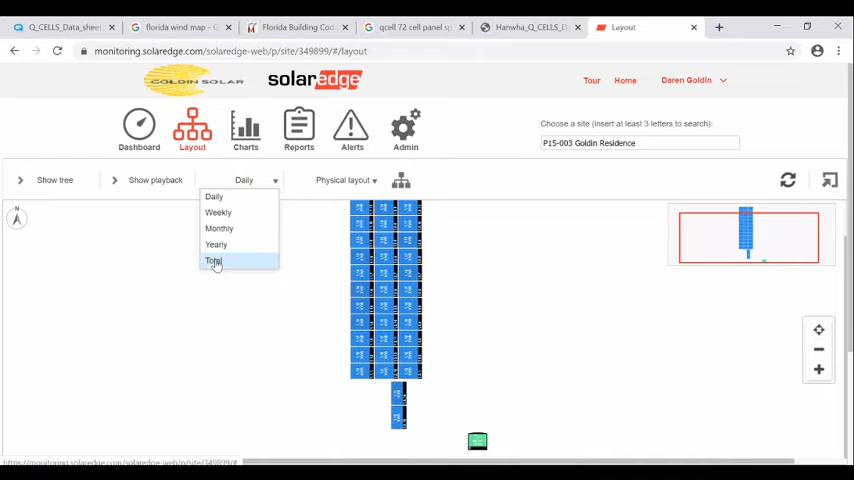 Q_CELLS_Data_sheet
florida wind map - G
Florida Building Cod
qcell 72 cell panel sp
Hanwha_Q_CELLS_D
Layout
monitoring.solaredge.com/solaredge-web/p/site/349899/#/layout
GOLDIN SOLAR
solaredge
Tour
Home
Daren Goldin
Dashboard
Layout
Charts
Reports
Alerts
Admin
Choose a site (insert at least 3 letters to search):
P15-003 Goldin Residence
Show tree
Show playback
Daily
Physical layout
Daily
Weekly
Monthly
Yearly
Total
N
https://monitoring.solaredge.com/solaredge-web/p/site/349899/#